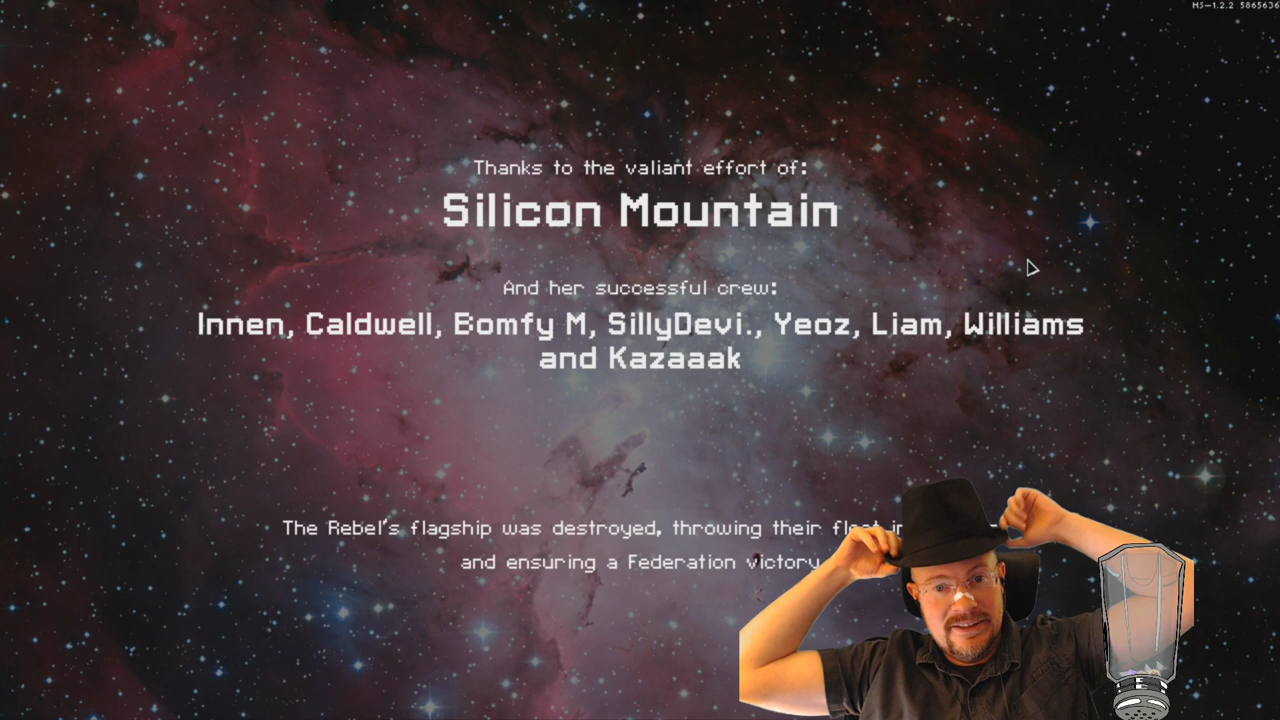 HS-1.2.2 5865636
Thanks to the valiant effort of:
Silicon Mountain
And her successful crew:
Innen, Caldwell, Bomfy M, SillyDevi., Yeoz, Liam, Williams
and Kazaaak
The Rebel's flagship was destroyed, throwing their
and ensuring a Federation victory